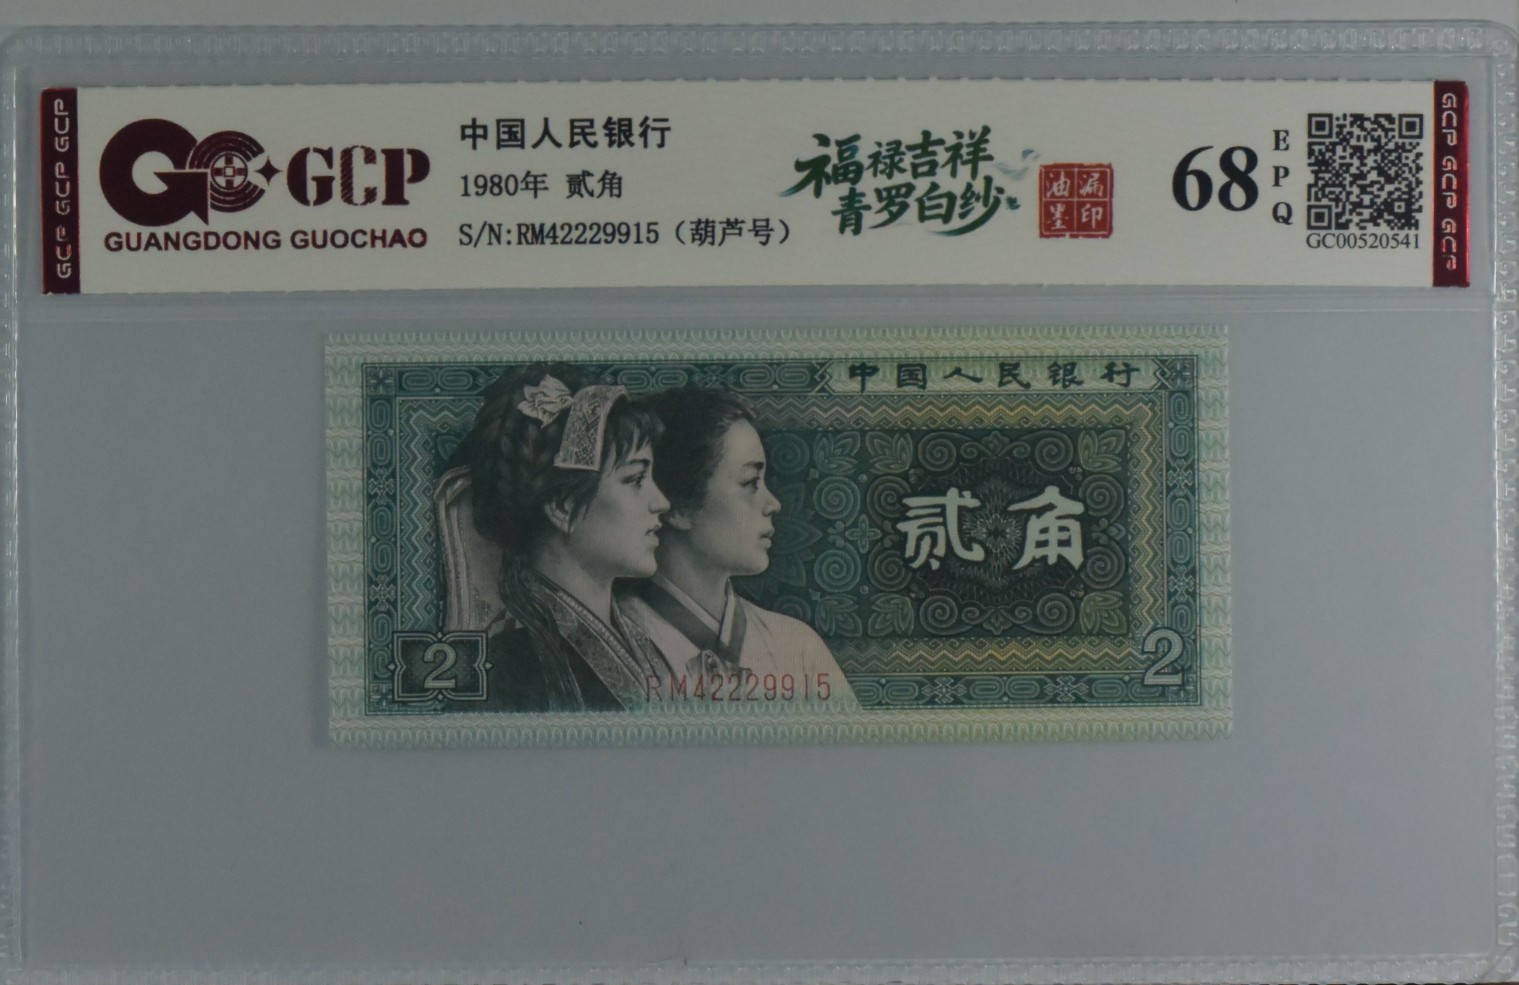 GCP GCP GCP
GCP
GUANGDONG GUOCHAO
中国人民银行
1980年 贰角
S/N:RM42229915（葫芦号）
福禄吉祥
青罗白纱
油漏
墨印
68
EPQ
GC00520541
GCP GCP GCP
中国人民银行
贰角
2
2
RM42229915